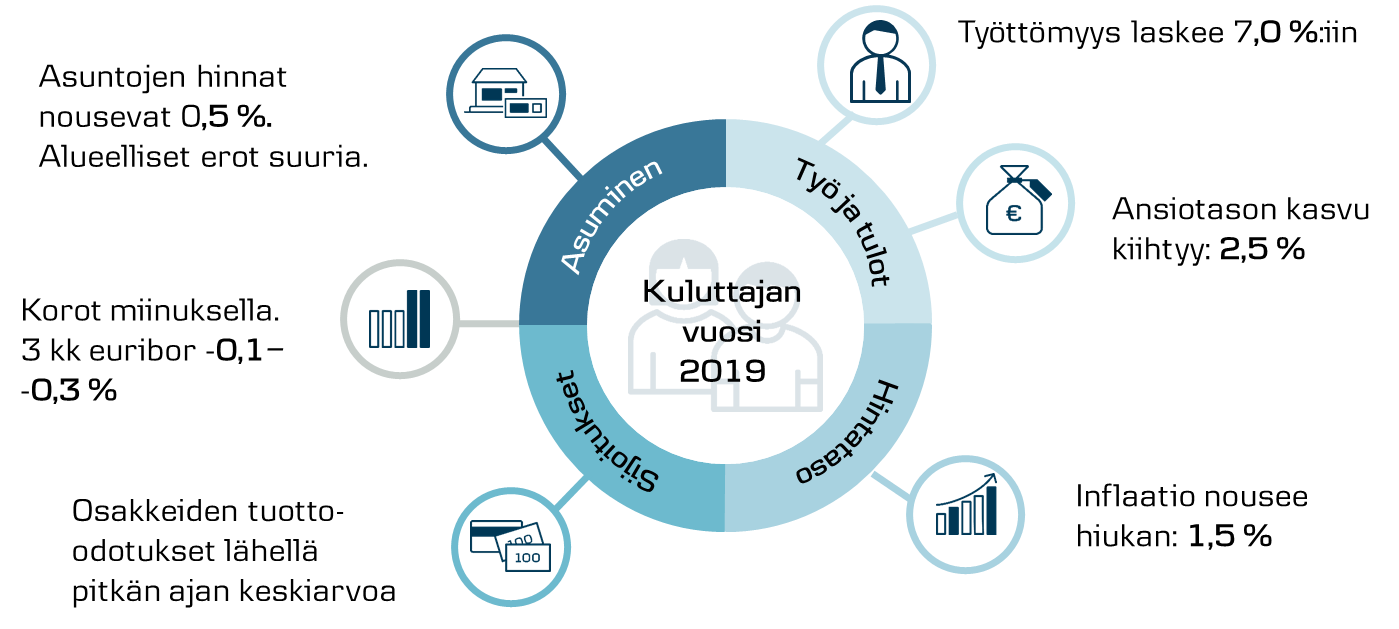 Asuntojen hinnat
nousevat 0,5 %.
Alueelliset erot suuria.
Korot miinuksella.
3 kk euribor -0,1–
-0,3 %
Osakkeiden tuotto-
odotukset lähellä
pitkän ajan keskiarvoa
Asuminen
Työ ja tulot
Sijoitukset
Hintataso
Kuluttajan
vuosi
2019
Työttömyys laskee 7,0 %:iin
€
Ansiotason kasvu
kiihtyy: 2,5 %
Inflaatio nousee
hiukan: 1,5 %
100
100